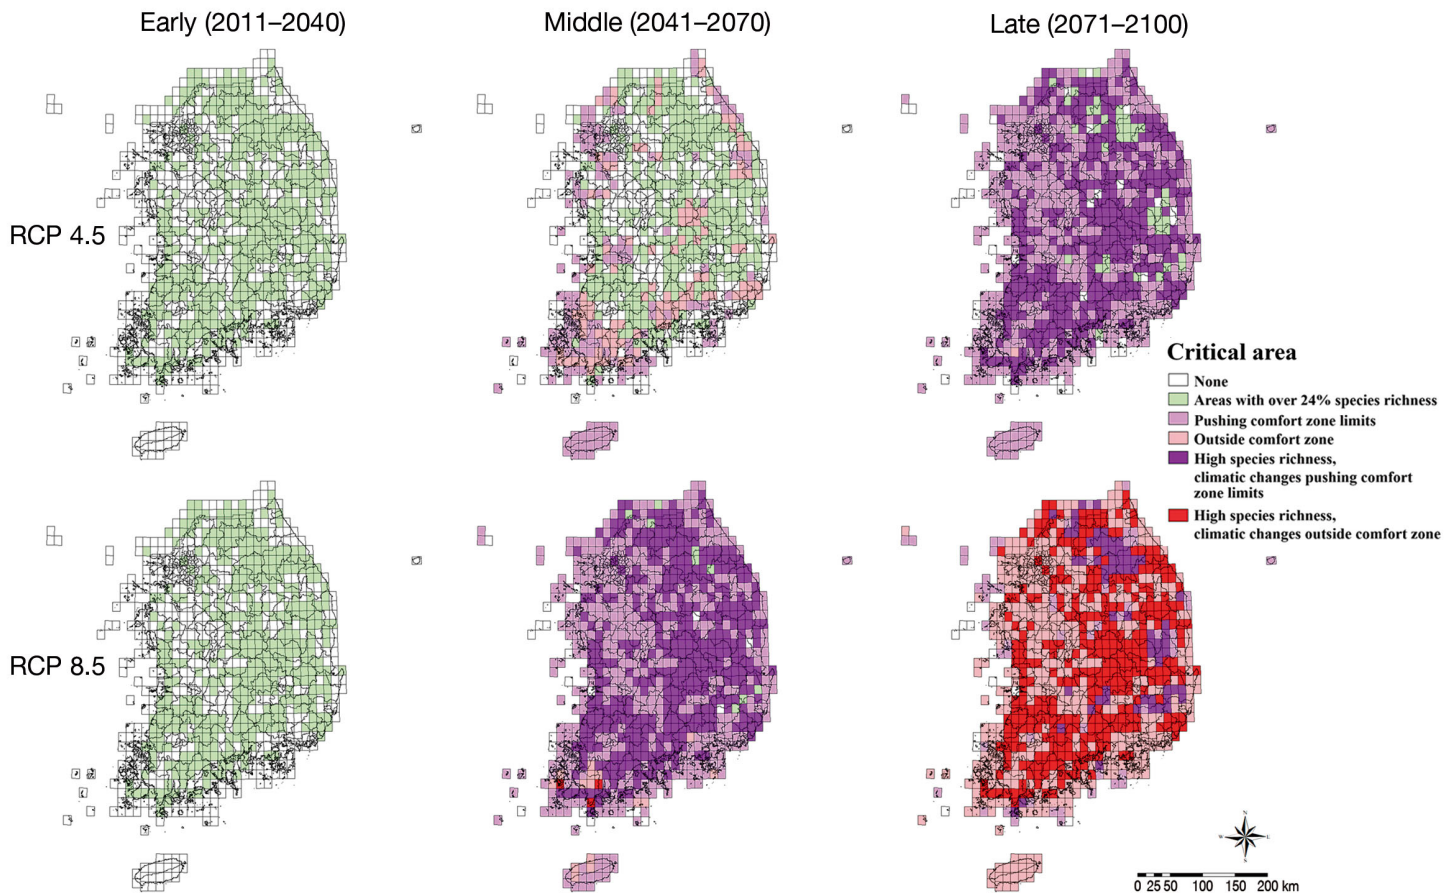 Early (2011–2040)
Middle (2041–2070)
Late (2071–2100)
RCP 4.5
Critical area
None
Areas with over 24% species richness
Pushing comfort zone limits
Outside comfort zone
High species richness,
climatic changes pushing comfort
zone limits
High species richness,
climatic changes outside comfort zone
RCP 8.5
N
W
E
S
0 25 50 100 150 200 km